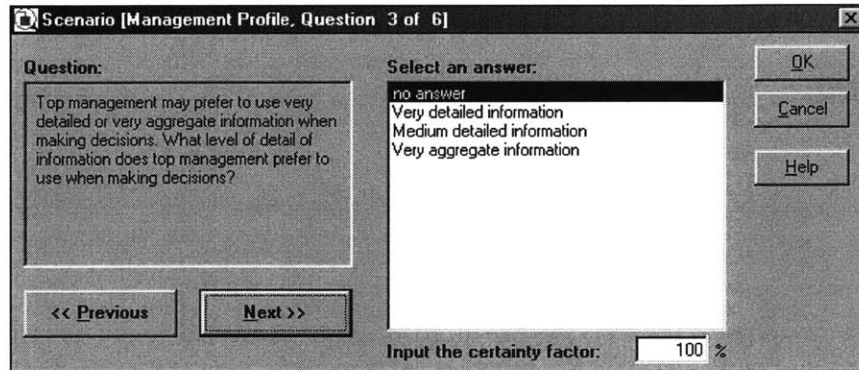 Scenario [Management Profile, Question 3 of 6]
Question:
Top management may prefer to use very
detailed or very aggregate information when
making decisions. What level of detail of
information does top management prefer to
use when making decisions?
<< Previous
Next >>
Select an answer:
no answer
Very detailed information
Medium detailed information
Very aggregate information
Input the certainty factor: 100 %
OK
Cancel
Help